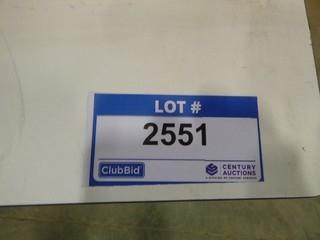 LOT #
2551
ClubBid
CENTURY
AUCTIONS